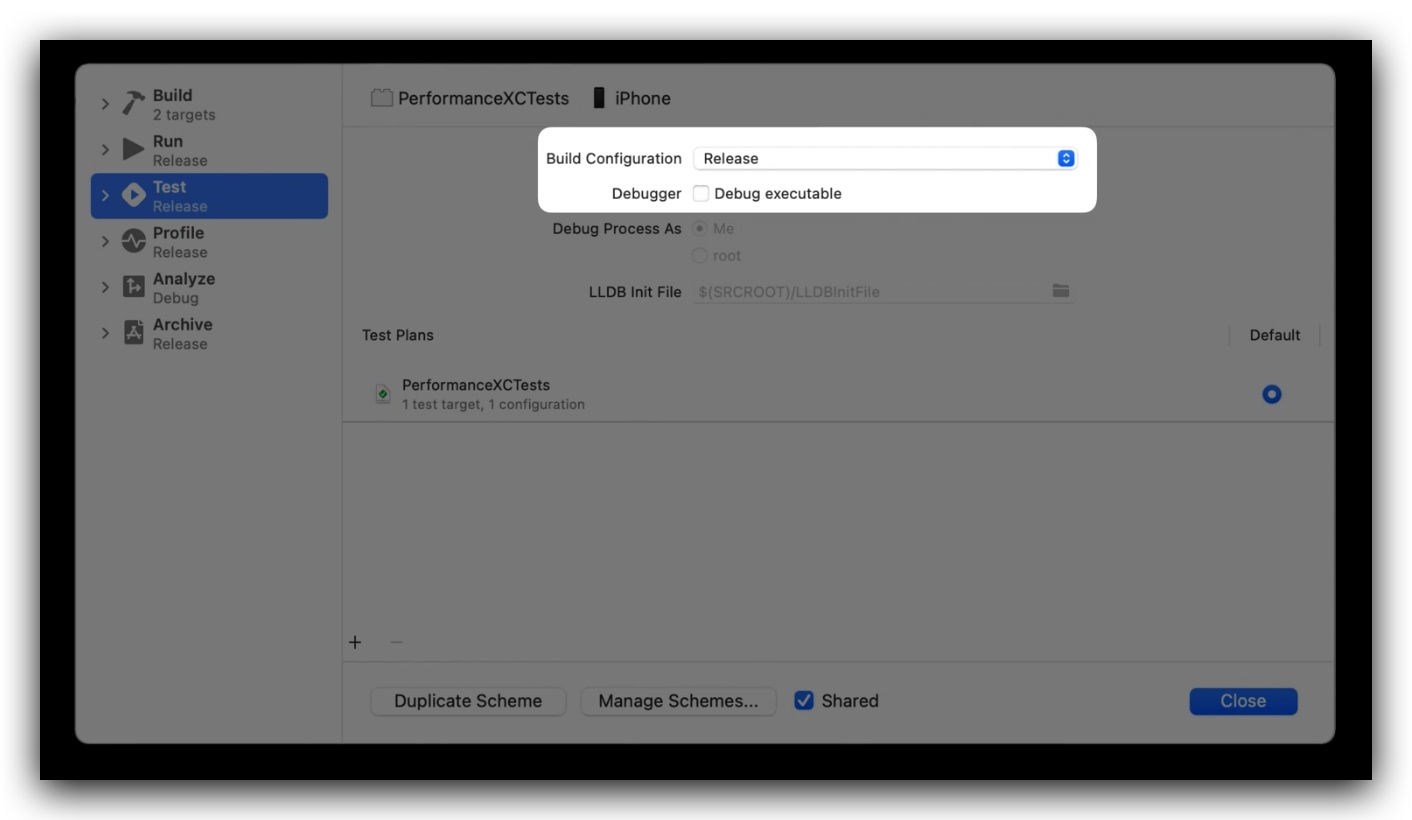 Build
2 targets
Run
Release
Test
Release
Profile
Release
Analyze
Debug
Archive
Release
PerformanceXCTests iPhone
Build Configuration Release
Debugger Debug executable
Debug Process As Me
root
LLDB Init File $(SRCROOT)/LLDBInitFile
Test Plans Default
PerformanceXCTests
1 test target, 1 configuration
Duplicate Scheme Manage Schemes... Shared Close